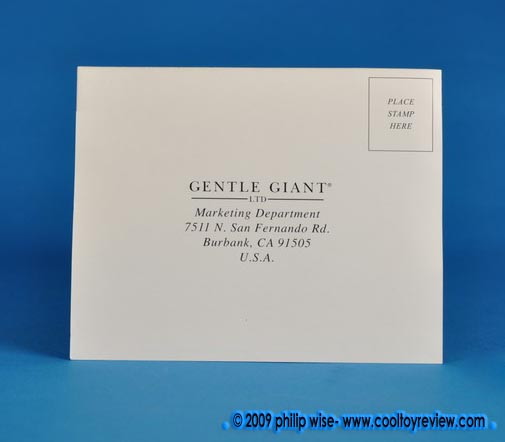 PLACE
STAMP
HERE
GENTLE GIANT®
LTD
Marketing Department
7511 N. San Fernando Rd.
Burbank, CA 91505
U.S.A.
© 2009 philip wise- www.cooltoyreview.com